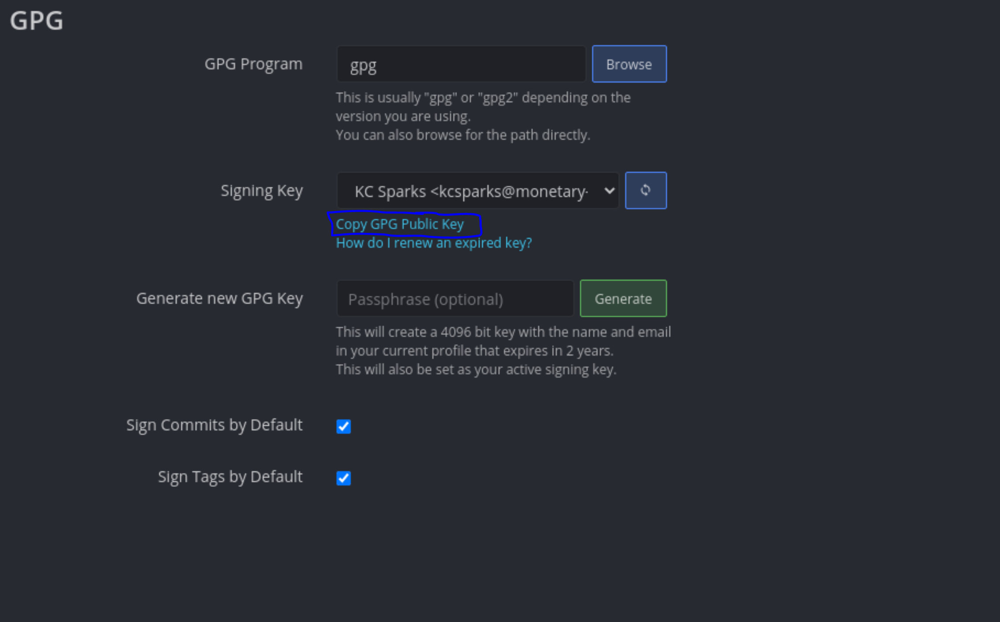 GPG
GPG Program
gpg
Browse
This is usually "gpg" or "gpg2" depending on the
version you are using.
You can also browse for the path directly.
Signing Key
KC Sparks <kcsparks@monetary-
Copy GPG Public Key
How do I renew an expired key?
Generate new GPG Key
Passphrase (optional)
Generate
This will create a 4096 bit key with the name and email
in your current profile that expires in 2 years.
This will also be set as your active signing key.
Sign Commits by Default
Sign Tags by Default